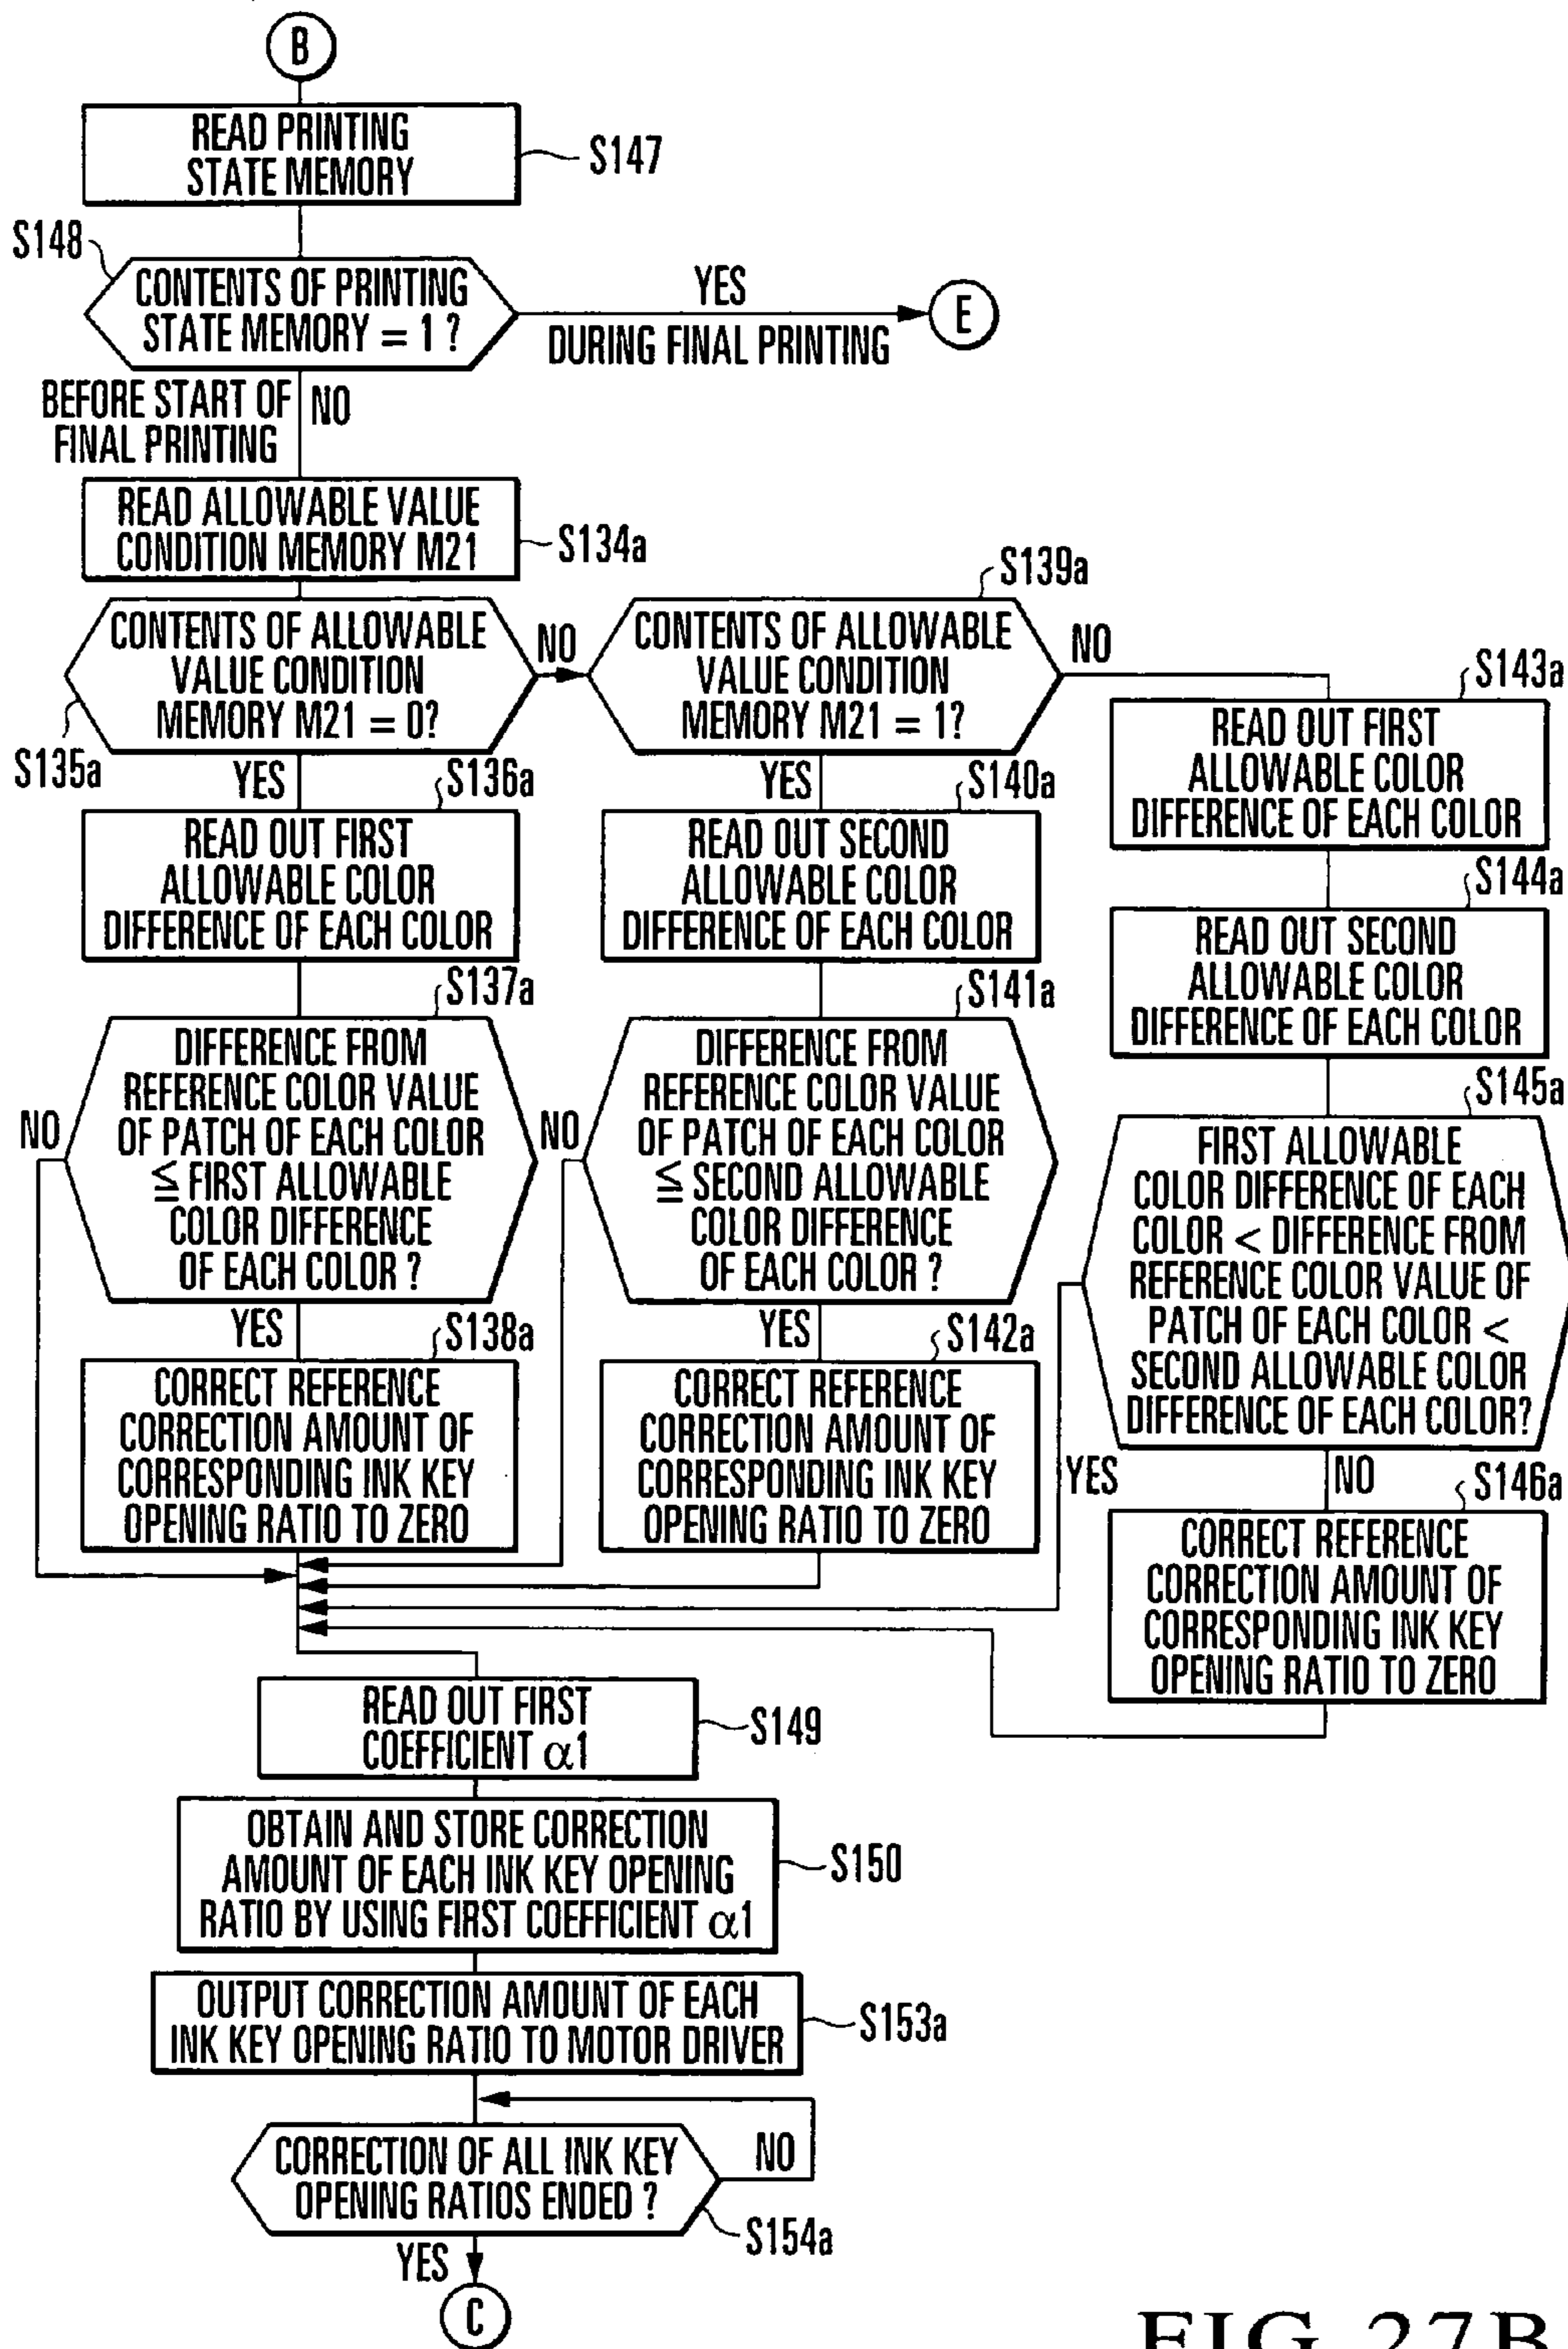 B
READ PRINTING
STATE MEMORY
S147
S148
CONTENTS OF PRINTING
STATE MEMORY = 1 ?
YES
DURING FINAL PRINTING
E
BEFORE START OF
FINAL PRINTING
NO
READ ALLOWABLE VALUE
CONDITION MEMORY M21
S134a
CONTENTS OF ALLOWABLE
VALUE CONDITION
MEMORY M21 = 0?
S135a
NO
YES
S139a
CONTENTS OF ALLOWABLE
VALUE CONDITION
MEMORY M21 = 1?
NO
YES
S136a
READ OUT FIRST
ALLOWABLE COLOR
DIFFERENCE OF EACH COLOR
S140a
READ OUT SECOND
ALLOWABLE COLOR
DIFFERENCE OF EACH COLOR
S143a
READ OUT FIRST
ALLOWABLE COLOR
DIFFERENCE OF EACH COLOR
S144a
READ OUT SECOND
ALLOWABLE COLOR
DIFFERENCE OF EACH COLOR
S137a
NO
DIFFERENCE FROM
REFERENCE COLOR VALUE
OF PATCH OF EACH COLOR
≦ FIRST ALLOWABLE
COLOR DIFFERENCE
OF EACH COLOR ?
YES
S141a
NO
DIFFERENCE FROM
REFERENCE COLOR VALUE
OF PATCH OF EACH COLOR
≦ SECOND ALLOWABLE
COLOR DIFFERENCE
OF EACH COLOR ?
YES
S145a
FIRST ALLOWABLE
COLOR DIFFERENCE OF EACH
COLOR < DIFFERENCE FROM
REFERENCE COLOR VALUE OF
PATCH OF EACH COLOR <
SECOND ALLOWABLE COLOR
DIFFERENCE OF EACH COLOR?
YES
NO
S138a
CORRECT REFERENCE
CORRECTION AMOUNT OF
CORRESPONDING INK KEY
OPENING RATIO TO ZERO
S142a
CORRECT REFERENCE
CORRECTION AMOUNT OF
CORRESPONDING INK KEY
OPENING RATIO TO ZERO
S146a
CORRECT REFERENCE
CORRECTION AMOUNT OF
CORRESPONDING INK KEY
OPENING RATIO TO ZERO
READ OUT FIRST
COEFFICIENT α1
S149
OBTAIN AND STORE CORRECTION
AMOUNT OF EACH INK KEY OPENING
RATIO BY USING FIRST COEFFICIENT α1
S150
OUTPUT CORRECTION AMOUNT OF EACH
INK KEY OPENING RATIO TO MOTOR DRIVER
S153a
CORRECTION OF ALL INK KEY
OPENING RATIOS ENDED ?
NO
S154a
YES
C
FIG. 27B